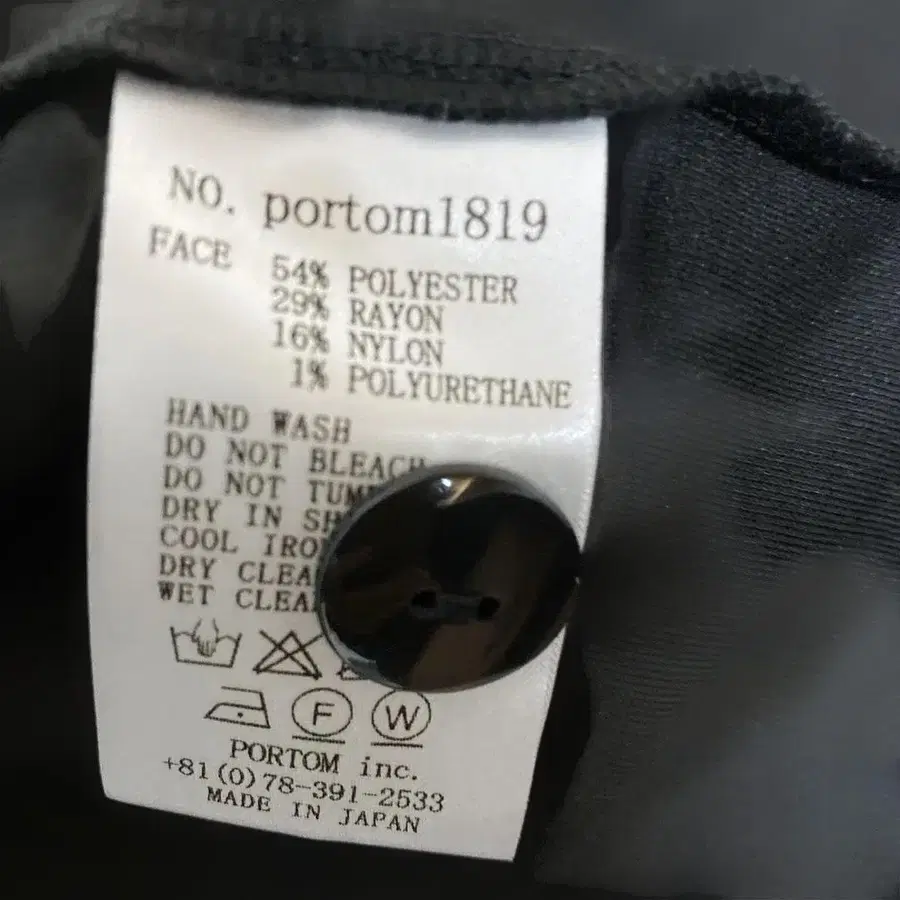 NO. portom1819
FACE
54% POLYESTER
29% RAYON
16% NYLON
1% POLYURETHANE
HAND WASH
DO NOT BLEACH
DO NOT
DRY IN
COOL
DRY
WET
F W
PORTOM inc.
+81(0)78-391-2533
MADE IN JAPAN